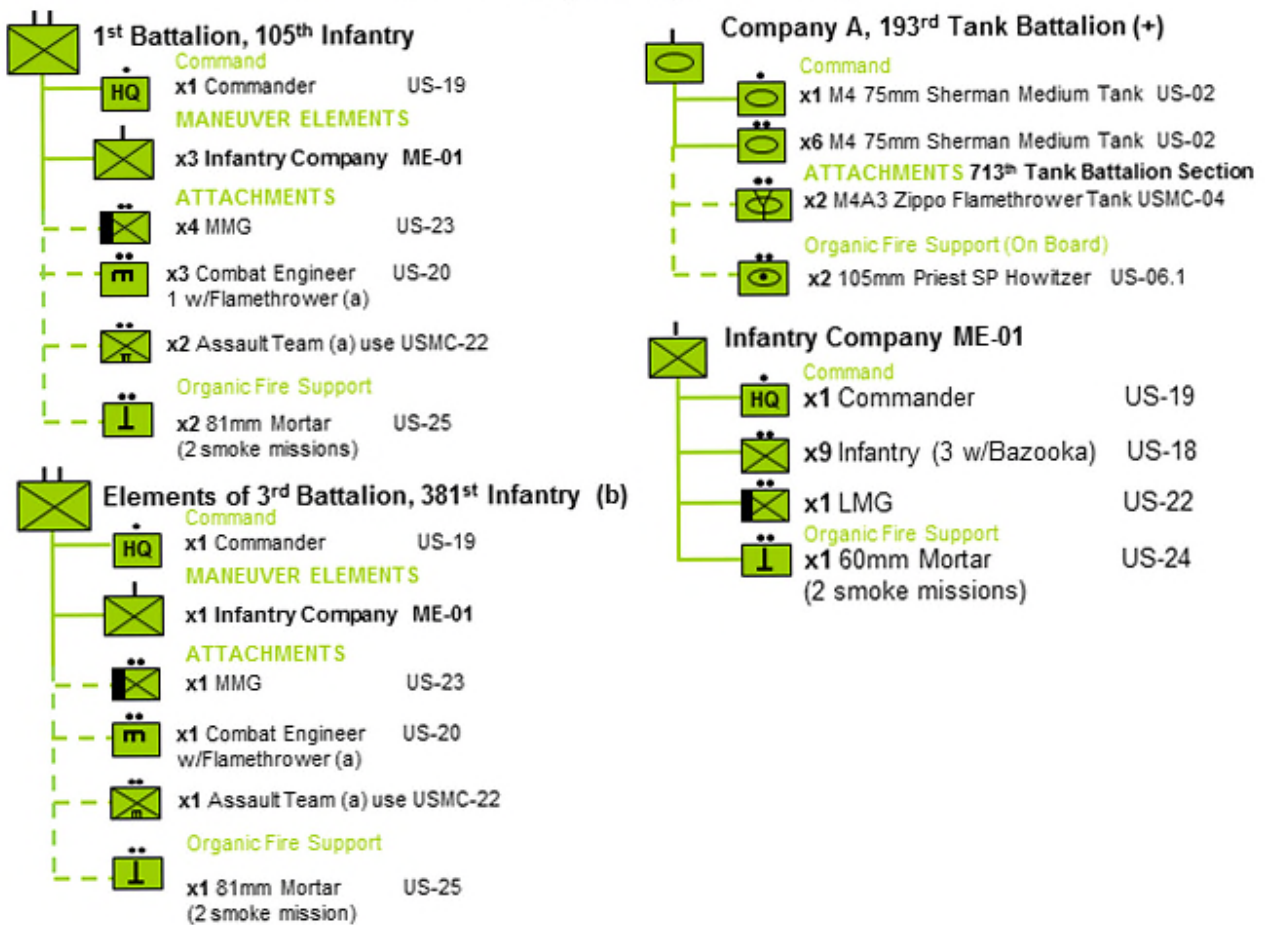 1st Battalion, 105th Infantry
Command
HQ
x1 Commander US-19
MANEUVER ELEMENTS
x3 Infantry Company ME-01
ATTACHMENTS
x4 MMG US-23
x3 Combat Engineer US-20
1 w/Flamethrower (a)
x2 Assault Team (a) use USMC-22
Organic Fire Support
x2 81mm Mortar US-25
(2 smoke missions)
Elements of 3rd Battalion, 381st Infantry (b)
Command
HQ
x1 Commander US-19
MANEUVER ELEMENTS
x1 Infantry Company ME-01
ATTACHMENTS
x1 MMG US-23
x1 Combat Engineer US-20
w/Flamethrower (a)
x1 Assault Team (a) use USMC-22
Organic Fire Support
x1 81mm Mortar US-25
(2 smoke mission)
Company A, 193rd Tank Battalion (+)
Command
x1 M4 75mm Sherman Medium Tank US-02
x6 M4 75mm Sherman Medium Tank US-02
ATTACHMENTS 713th Tank Battalion Section
x2 M4A3 Zippo Flamethrower Tank USMC-04
Organic Fire Support (On Board)
x2 105mm Priest SP Howitzer US-06.1
Infantry Company ME-01
Command
HQ
x1 Commander US-19
x9 Infantry (3 w/Bazooka) US-18
x1 LMG US-22
Organic Fire Support
x1 60mm Mortar US-24
(2 smoke missions)